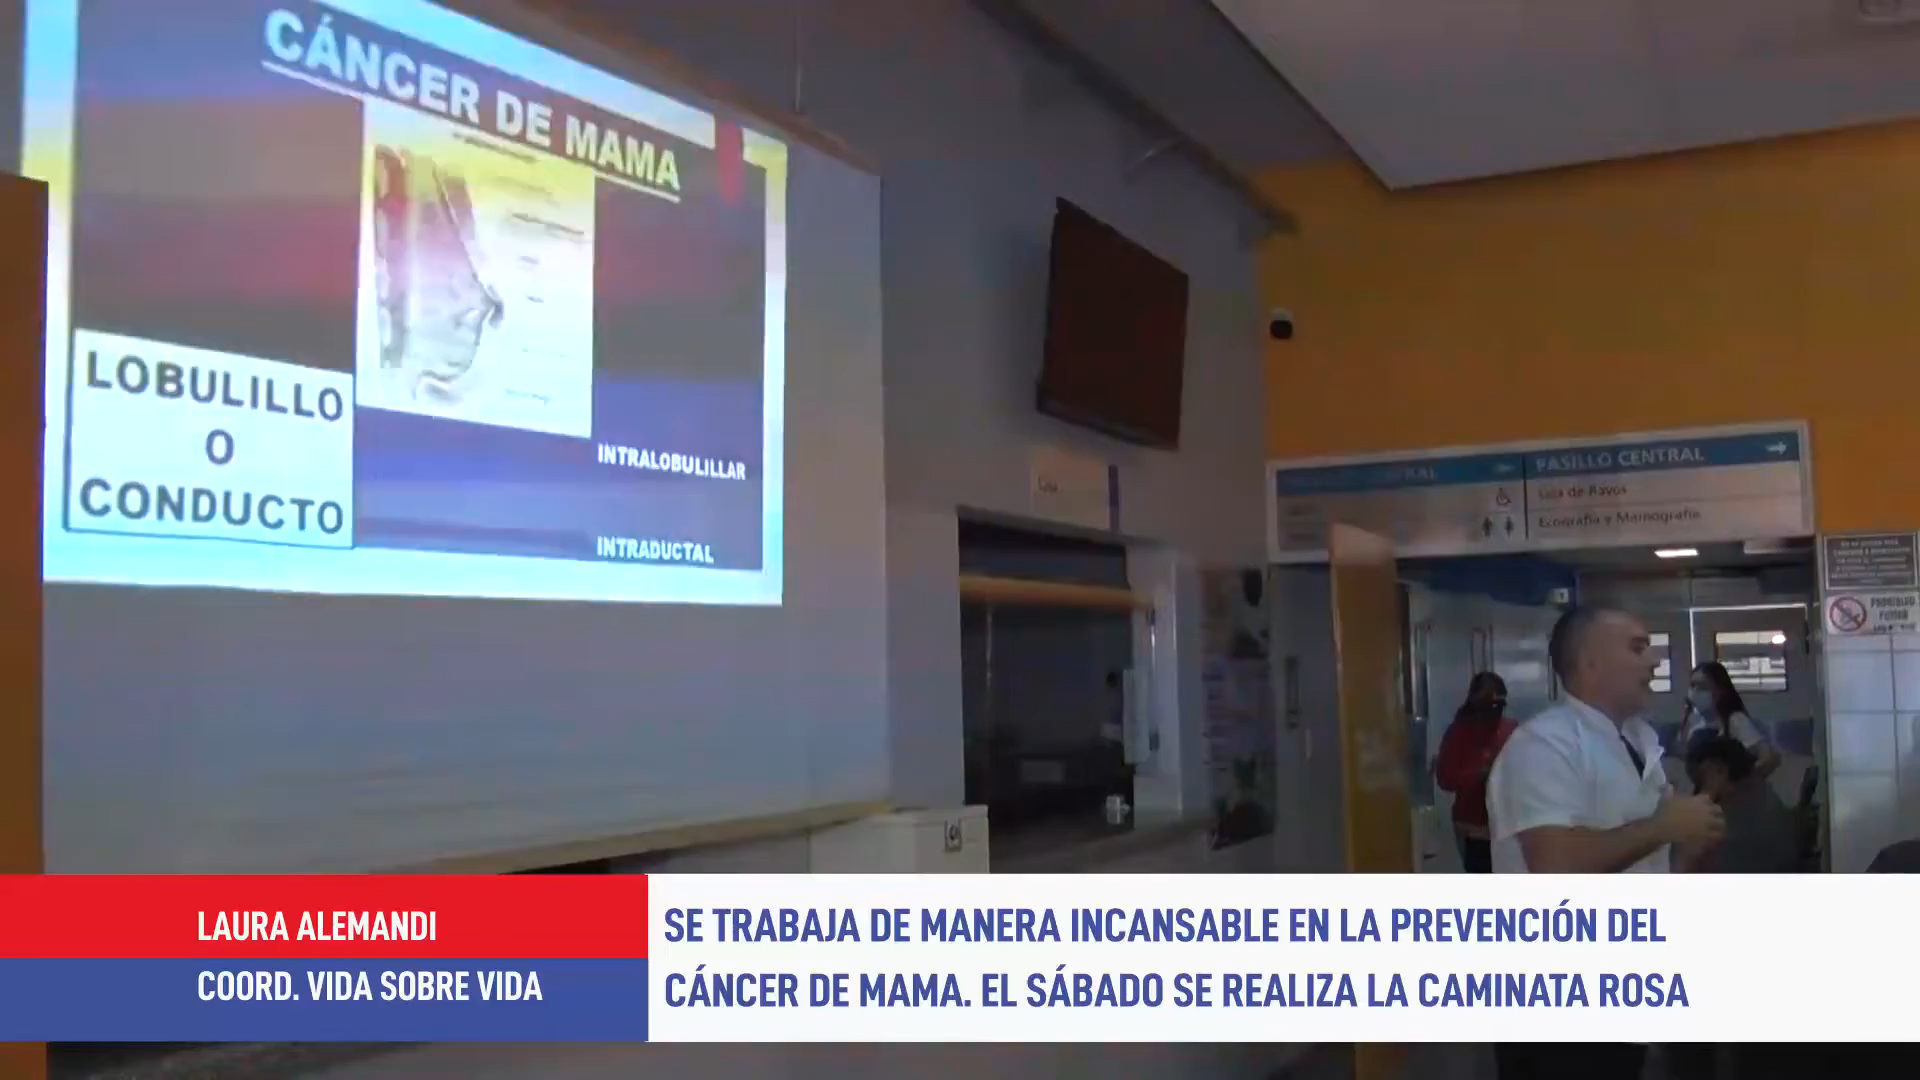 CÁNCER DE MAMA
LOBULILLO
O
CONDUCTO
INTRALOBULILLAR
INTRADUCTAL
PASILLO CENTRAL
Sala de Rayos
Ecografía y Mamografía
PROHIBIDO
FUMAR
LAURA ALEMANDI
COORD. VIDA SOBRE VIDA
SE TRABAJA DE MANERA INCANSABLE EN LA PREVENCIÓN DEL
CÁNCER DE MAMA. EL SÁBADO SE REALIZA LA CAMINATA ROSA